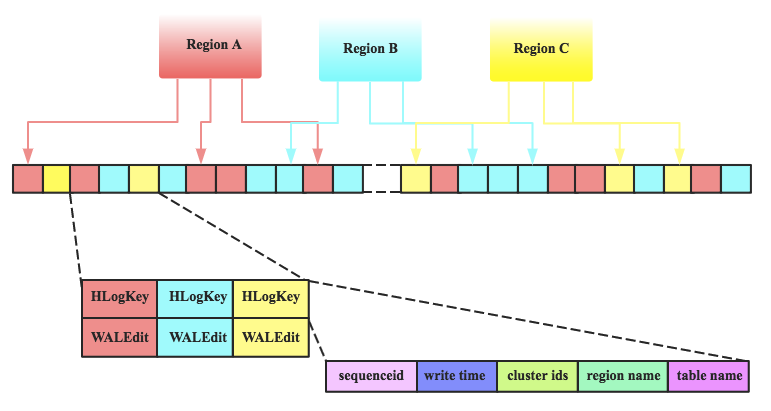 Region A
Region B
Region C
HLogKey HLogKey HLogKey
WALEdit WALEdit WALEdit
sequenceid write time cluster ids region name table name